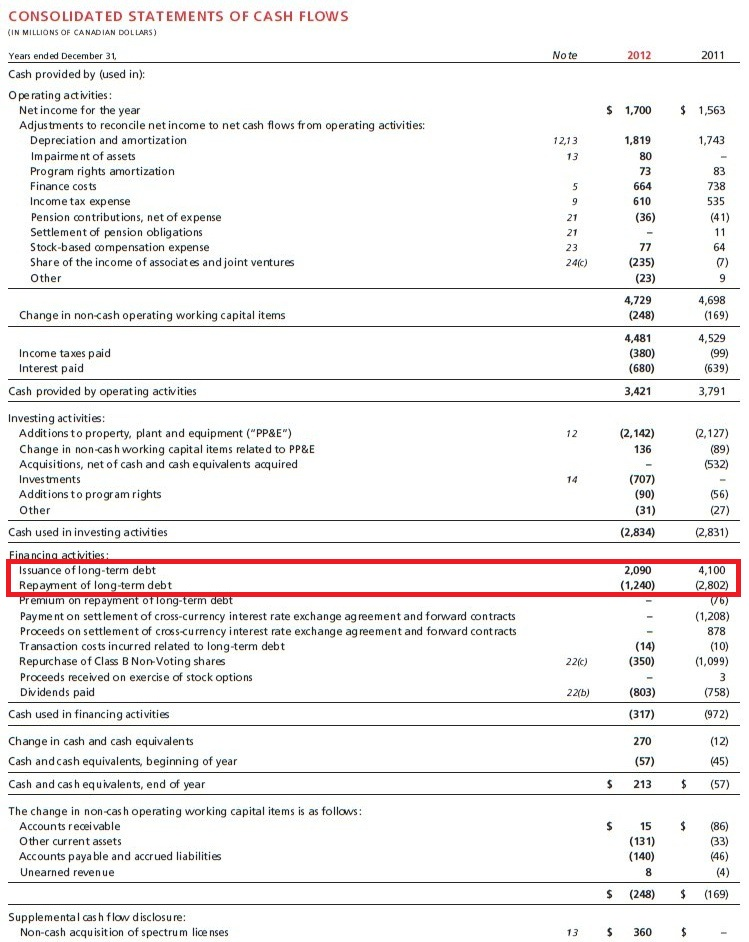 CONSOLIDATED STATEMENTS OF CASH FLOWS
(IN MILLIONS OF CANADIAN DOLLARS)
Years ended December 31, Note 2012 2011
Cash provided by (used in):
Operating activities:
Net income for the year $ 1,700 $ 1,563
Adjustments to reconcile net income to net cash flows from operating activities:
Depreciation and amortization 12,13 1,819 1,743
Impairment of assets 13 80 –
Program rights amortization 73 83
Finance costs 5 664 738
Income tax expense 9 610 535
Pension contributions, net of expense 21 (36) (41)
Settlement of pension obligations 21 – 11
Stock-based compensation expense 23 77 64
Share of the income of associates and joint ventures 24(c) (235) (7)
Other (23) 9
4,729 4,698
Change in non-cash operating working capital items (248) (169)
4,481 4,529
Income taxes paid (380) (99)
Interest paid (680) (639)
Cash provided by operating activities 3,421 3,791
Investing activities:
Additions to property, plant and equipment ("PP&E") 12 (2,142) (2,127)
Change in non-cash working capital items related to PP&E 136 (89)
Acquisitions, net of cash and cash equivalents acquired – (532)
Investments 14 (707) –
Additions to program rights (90) (56)
Other (31) (27)
Cash used in investing activities (2,834) (2,831)
Financing activities:
Issuance of long-term debt 2,090 4,100
Repayment of long-term debt (1,240) (2,802)
Premium on repayment of long-term debt – (76)
Payment on settlement of cross-currency interest rate exchange agreement and forward contracts – (1,208)
Proceeds on settlement of cross-currency interest rate exchange agreement and forward contracts – 878
Transaction costs incurred related to long-term debt (14) (10)
Repurchase of Class B Non-Voting shares 22(c) (350) (1,099)
Proceeds received on exercise of stock options – 3
Dividends paid 22(b) (803) (758)
Cash used in financing activities (317) (972)
Change in cash and cash equivalents 270 (12)
Cash and cash equivalents, beginning of year (57) (45)
Cash and cash equivalents, end of year $ 213 $ (57)
The change in non-cash operating working capital items is as follows:
Accounts receivable $ 15 $ (86)
Other current assets (131) (33)
Accounts payable and accrued liabilities (140) (46)
Unearned revenue 8 (4)
$ (248) $ (169)
Supplemental cash flow disclosure:
Non-cash acquisition of spectrum licenses 13 $ 360 $ –